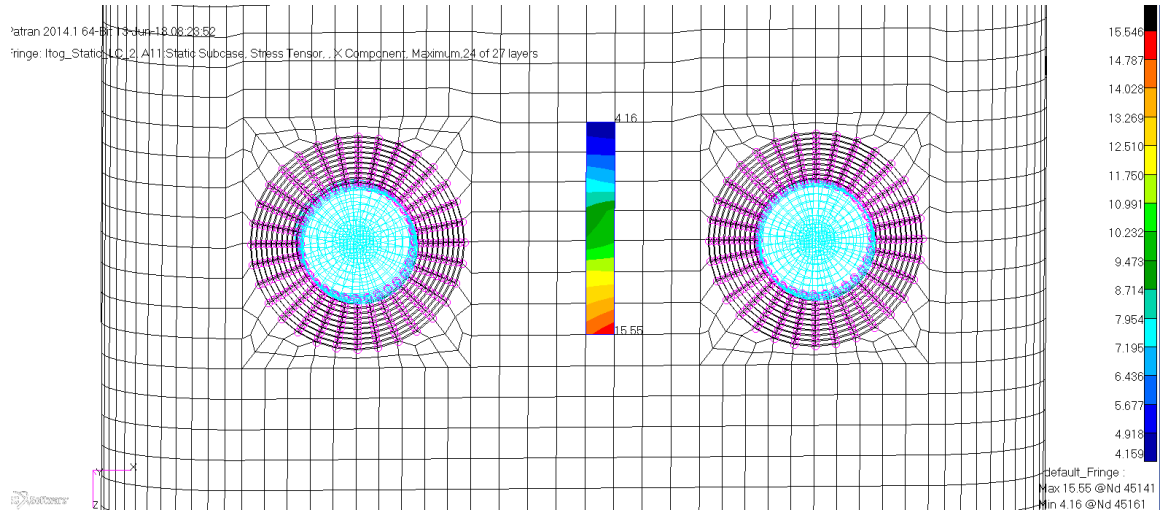 Patran 2014.1 64-Bit 13-Jun-18 08:23:52
Fringe: Itog_Static_LC_2, A11:Static Subcase, Stress Tensor, , X Component, Maximum,24 of 27 layers
4.16
15.55
15.546
14.787
14.028
13.269
12.510
11.750
10.991
10.232
9.473
8.714
7.954
7.195
6.436
5.677
4.918
4.159
default_Fringe :
Max 15.55 @Nd 45141
Min 4.16 @Nd 45161
X
Z
Software